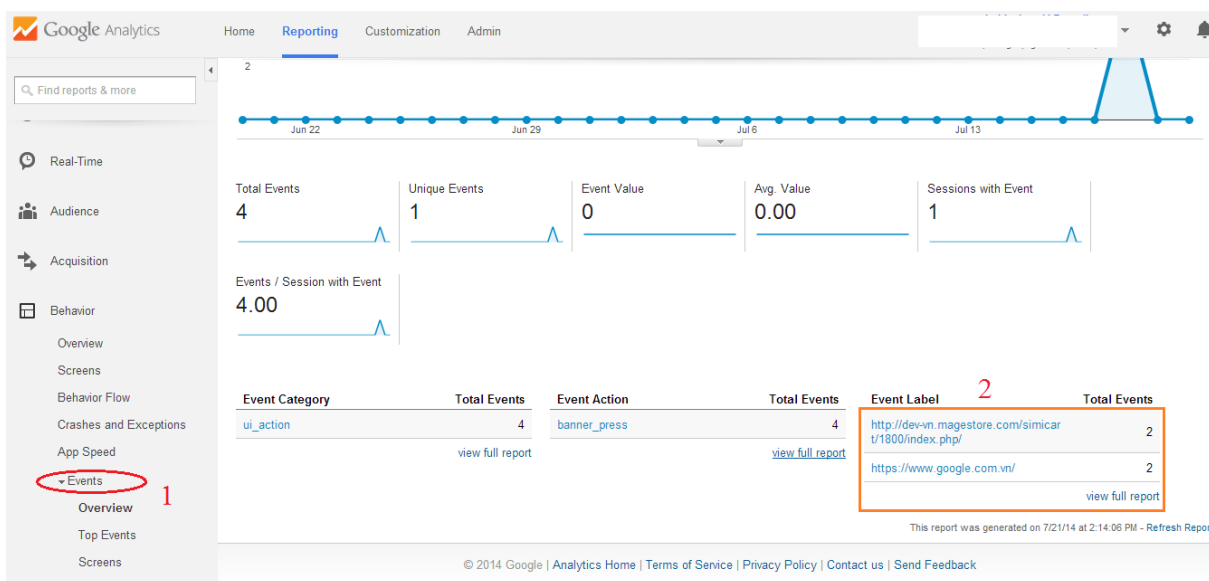 Google Analytics
Home Reporting Customization Admin
Find reports & more
2
Jun 22 Jun 29 Jul 6 Jul 13
Real-Time
Audience
Acquisition
Behavior
Overview
Screens
Behavior Flow
Crashes and Exceptions
App Speed
Events
1
Overview
Top Events
Screens
Total Events Unique Events Event Value Avg. Value Sessions with Event
4 1 0 0.00 1
Events / Session with Event
4.00
2
Event Category Total Events
ui_action 4
view full report
Event Action Total Events
banner_press 4
view full report
Event Label Total Events
http://dev-vn.magestore.com/simicar
t/1800/index.php/ 2
https://www.google.com.vn/ 2
view full report
This report was generated on 7/21/14 at 2:14:06 PM - Refresh Repor
© 2014 Google | Analytics Home | Terms of Service | Privacy Policy | Contact us | Send Feedback